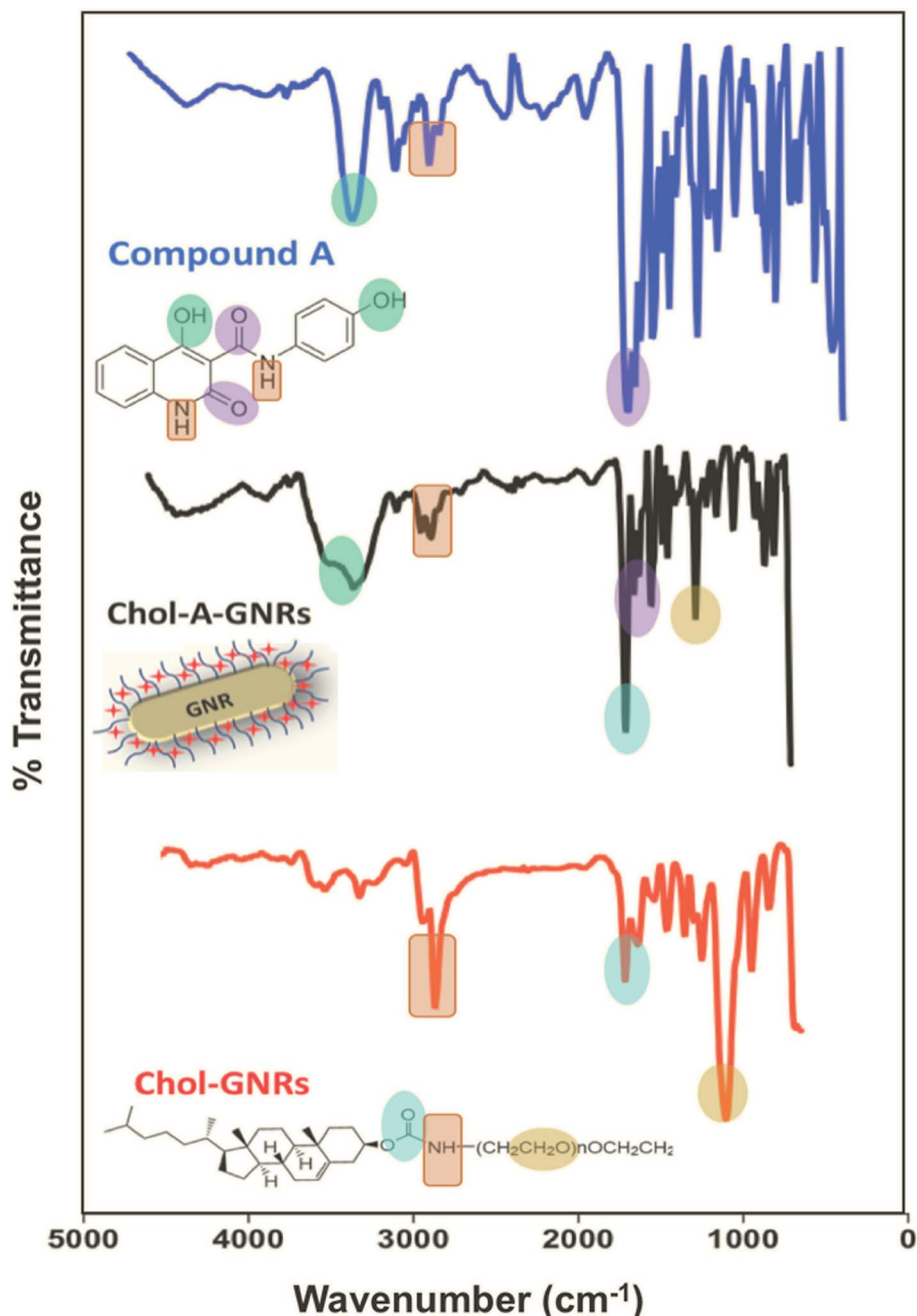 Compound A
OH
O
OH
N
H
N
H
O
Chol-A-GNRs
GNR
% Transmittance
Chol-GNRs
O
H
H
H
O
NH
(CH₂CH₂O)nOCH₂CH₂
5000 4000 3000 2000 1000 0
Wavenumber (cm⁻¹)